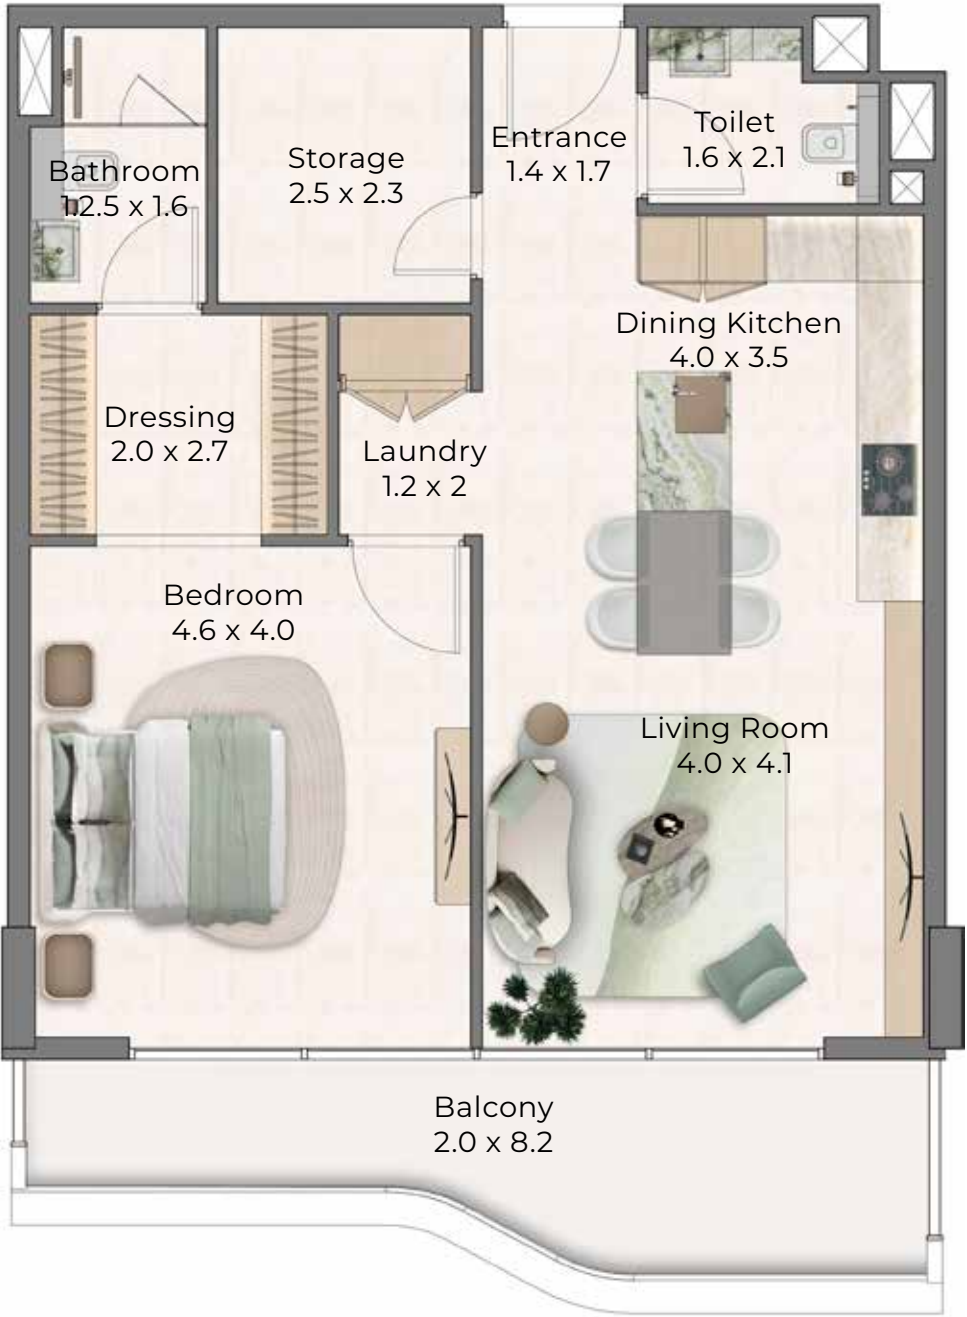 Entrance
1.4 x 1.7
Toilet
1.6 x 2.1
Storage
2.5 x 2.3
Bathroom
12.5 x 1.6
Dining Kitchen
4.0 x 3.5
Dressing
2.0 x 2.7
Laundry
1.2 x 2
Bedroom
4.6 x 4.0
Living Room
4.0 x 4.1
Balcony
2.0 x 8.2